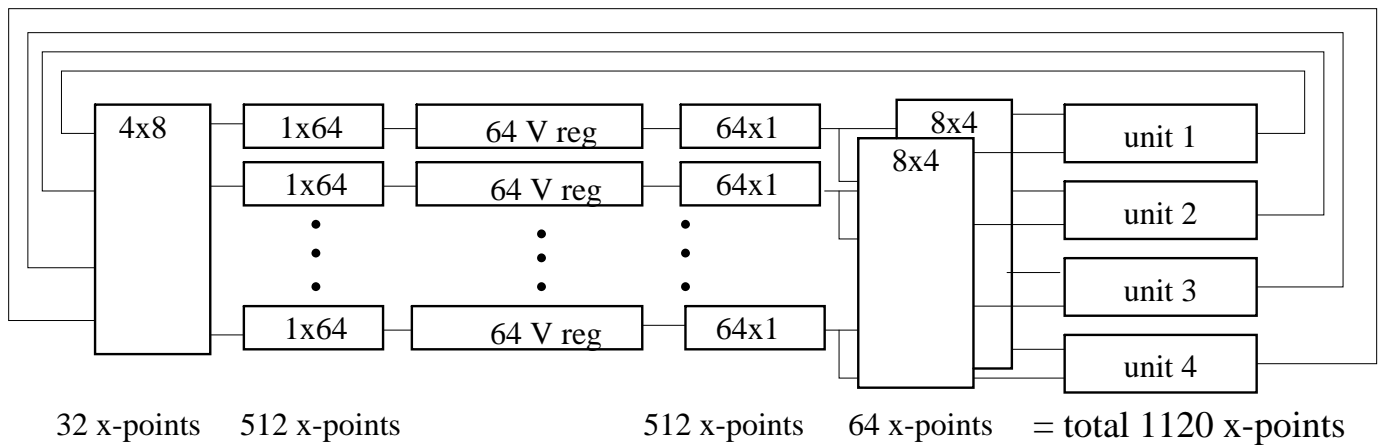 4x8
1x64
64 V reg
64x1
8x4
8x4
unit 1
1x64
64 V reg
64x1
unit 2
unit 3
1x64
64 V reg
64x1
unit 4
32 x-points 512 x-points 512 x-points 64 x-points = total 1120 x-points